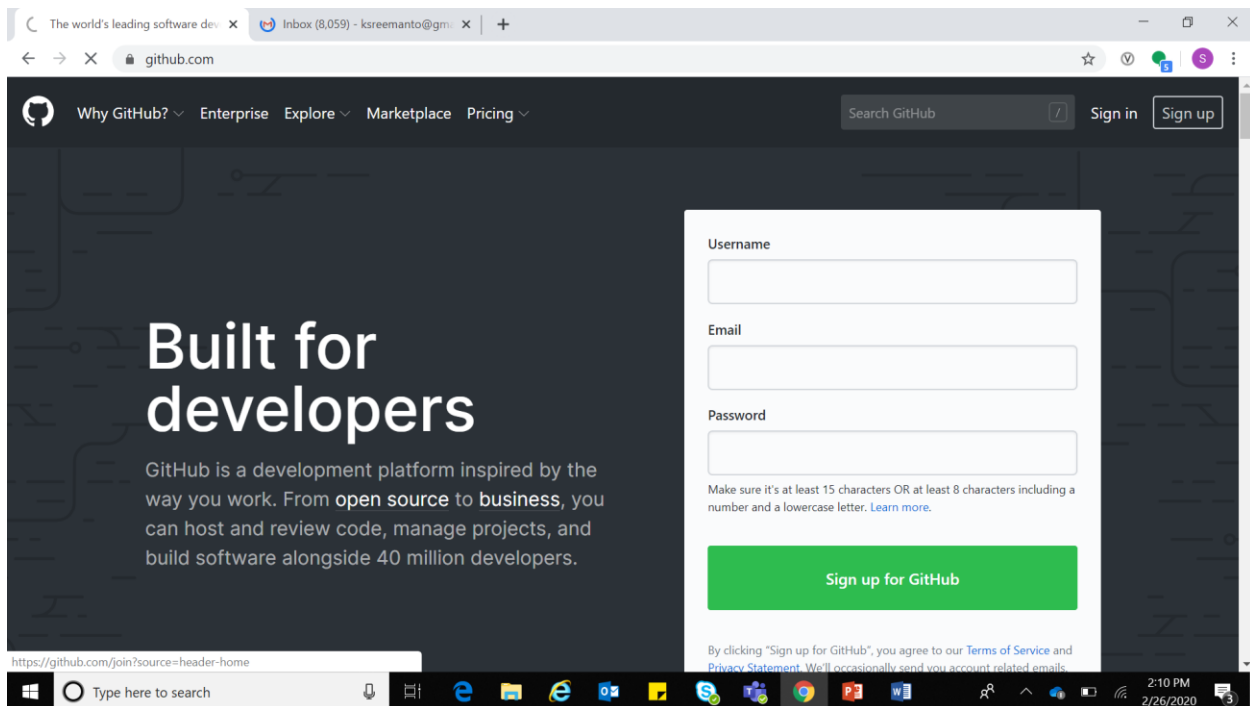 The world's leading software dev
Inbox (8,059) - ksreemanto@gma
github.com
S
S
Why GitHub? Enterprise Explore Marketplace Pricing
Search GitHub /
Sign in Sign up
Username
Email
Built for
developers
Password
GitHub is a development platform inspired by the
way you work. From open source to business, you
can host and review code, manage projects, and
build software alongside 40 million developers.
Make sure it's at least 15 characters OR at least 8 characters including a
number and a lowercase letter. Learn more.
Sign up for GitHub
By clicking "Sign up for GitHub", you agree to our Terms of Service and
Privacy Statement. We'll occasionally send you account related emails.
https://github.com/join?source=header-home
Type here to search
2:10 PM
2/26/2020
3